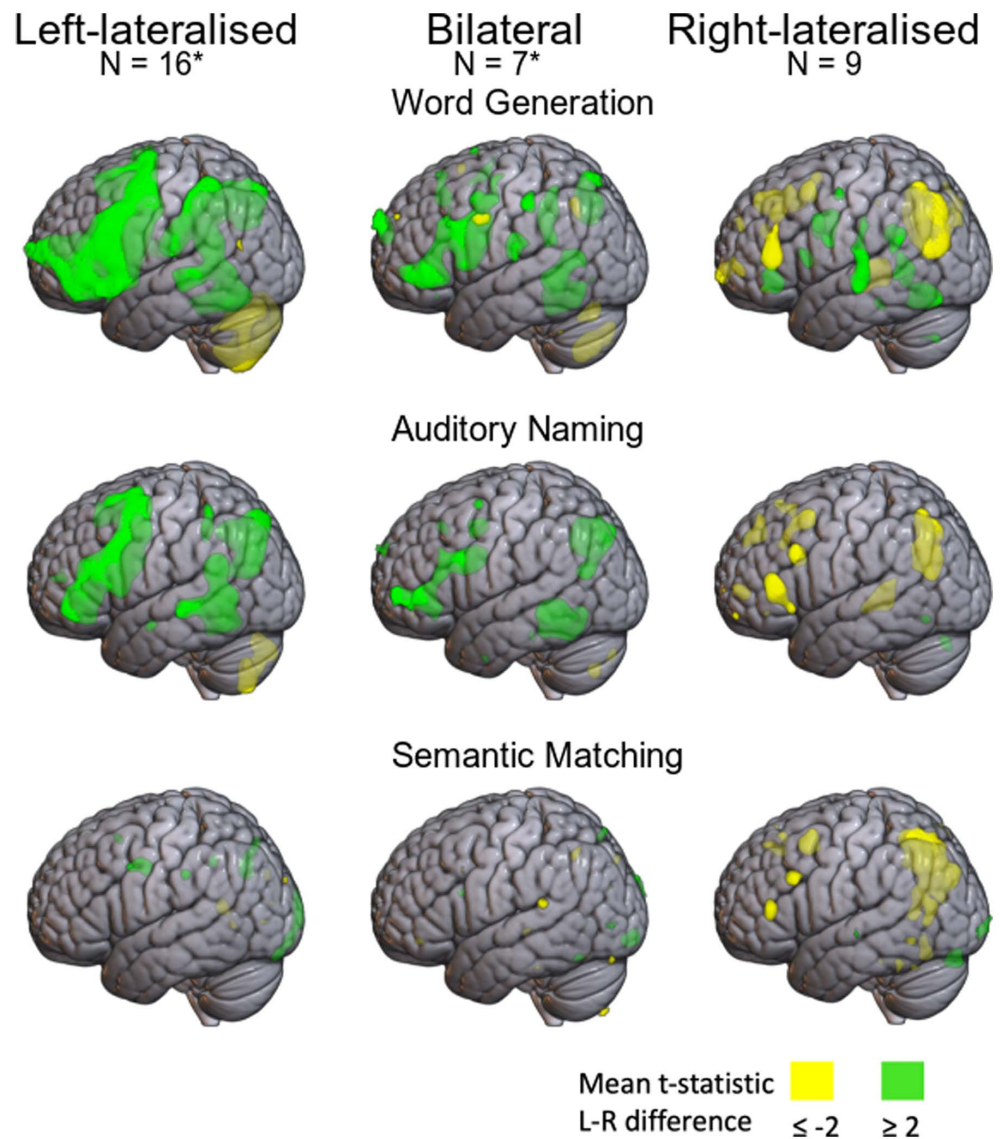 Left-lateralised Bilateral Right-lateralised
N = 16* N = 7* N = 9
Word Generation
Auditory Naming
Semantic Matching
Mean t-statistic
L-R difference ≤ -2 ≥ 2